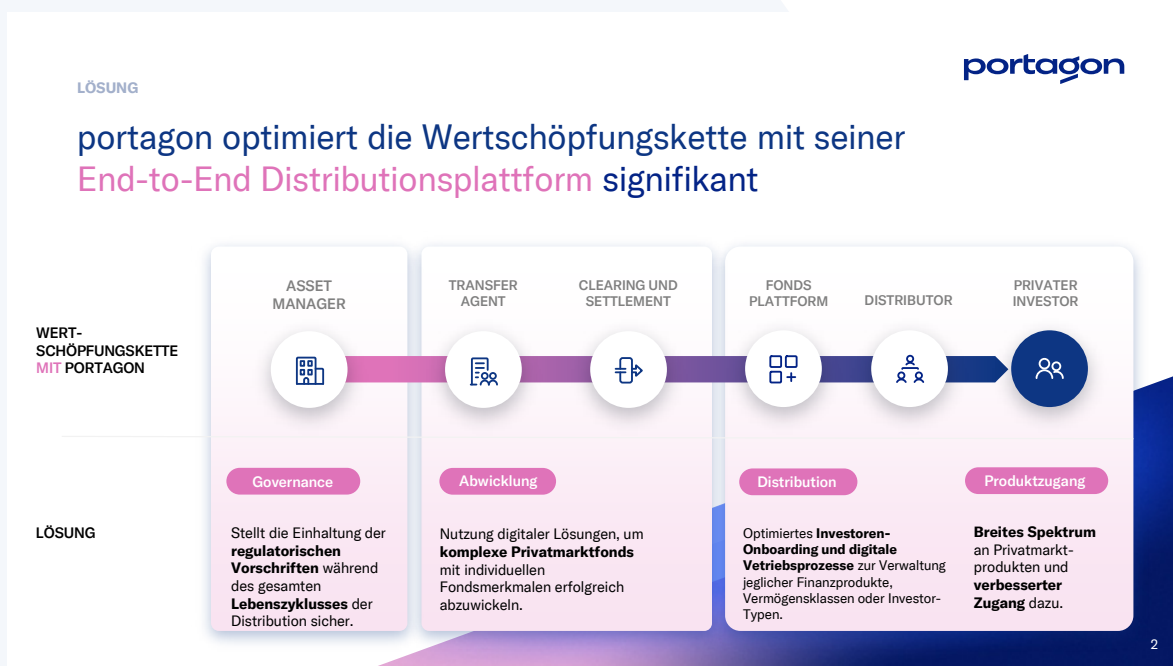 portagon
LÖSUNG
portagon optimiert die Wertschöpfungskette mit seiner
End-to-End Distributionsplattform signifikant
WERT-
SCHÖPFUNGSKETTE
MIT PORTAGON
ASSET
MANAGER
TRANSFER
AGENT
CLEARING UND
SETTLEMENT
FONDS
PLATTFORM
DISTRIBUTOR
PRIVATER
INVESTOR
LÖSUNG
Governance
Stellt die Einhaltung der
regulatorischen
Vorschriften während
des gesamten
Lebenszyklusses der
Distribution sicher.
Abwicklung
Nutzung digitaler Lösungen, um
komplexe Privatmarktfonds
mit individuellen
Fondsmerkmalen erfolgreich
abzuwickeln.
Distribution
Optimiertes Investoren-
Onboarding und digitale
Vetriebsprozesse zur Verwaltung
jeglicher Finanzprodukte,
Vermögensklassen oder Investor-
Typen.
Produktzugang
Breites Spektrum
an Privatmarkt-
produkten und
verbesserter
Zugang dazu.
2